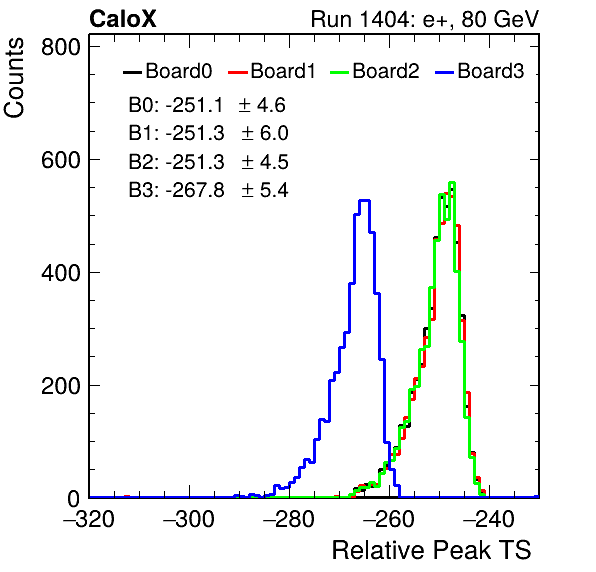 CaloX Run 1404: e+, 80 GeV
Counts
Board0 Board1 Board2 Board3
B0: -251.1 ± 4.6
B1: -251.3 ± 6.0
B2: -251.3 ± 4.5
B3: -267.8 ± 5.4
800
600
400
200
0
−320 −300 −280 −260 −240
Relative Peak TS